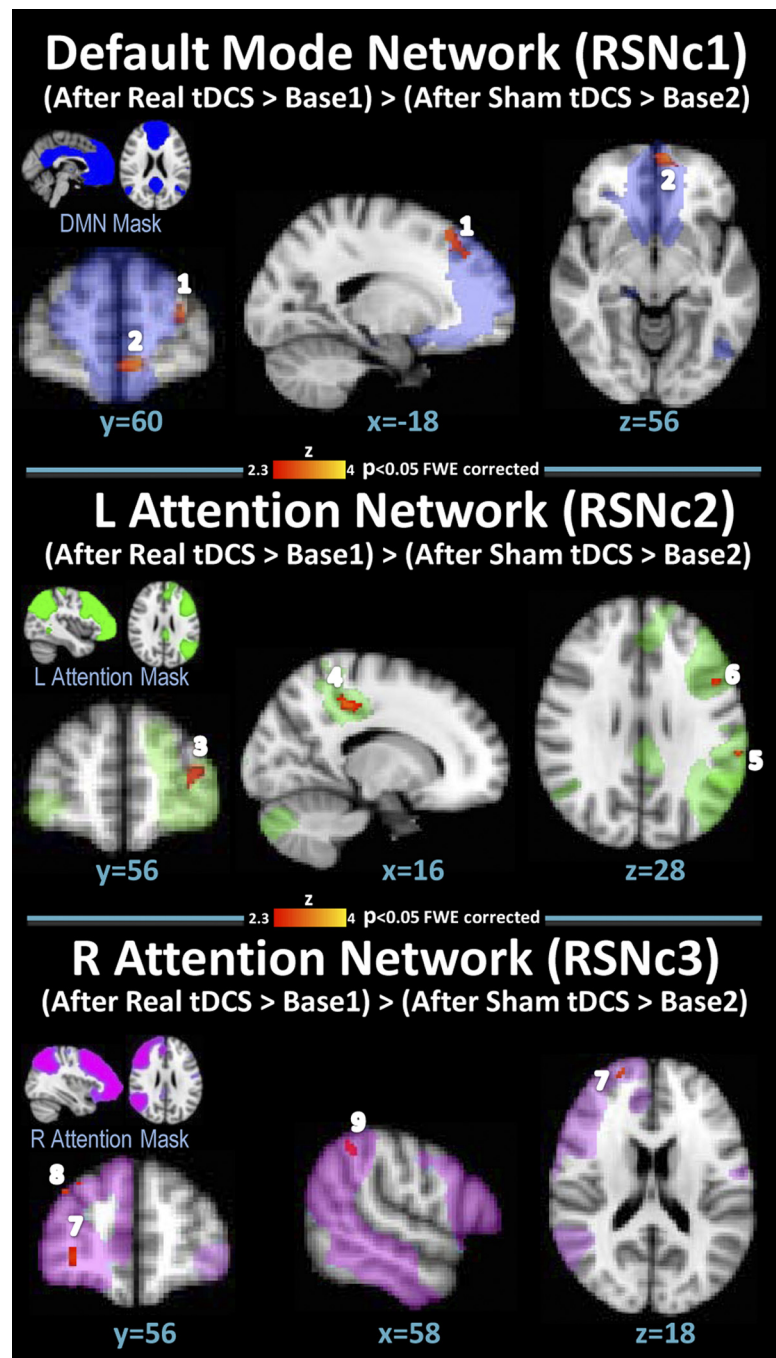 Default Mode Network (RSNc1)
(After Real tDCS > Base1) > (After Sham tDCS > Base2)
DMN Mask
1
2
1
2
y=60
x=-18
z=56
z
2.3
4 p<0.05 FWE corrected
L Attention Network (RSNc2)
(After Real tDCS > Base1) > (After Sham tDCS > Base2)
L Attention Mask
3
4
6
5
y=56
x=16
z=28
z
2.3
4 p<0.05 FWE corrected
R Attention Network (RSNc3)
(After Real tDCS > Base1) > (After Sham tDCS > Base2)
R Attention Mask
8
7
9
7
y=56
x=58
z=18